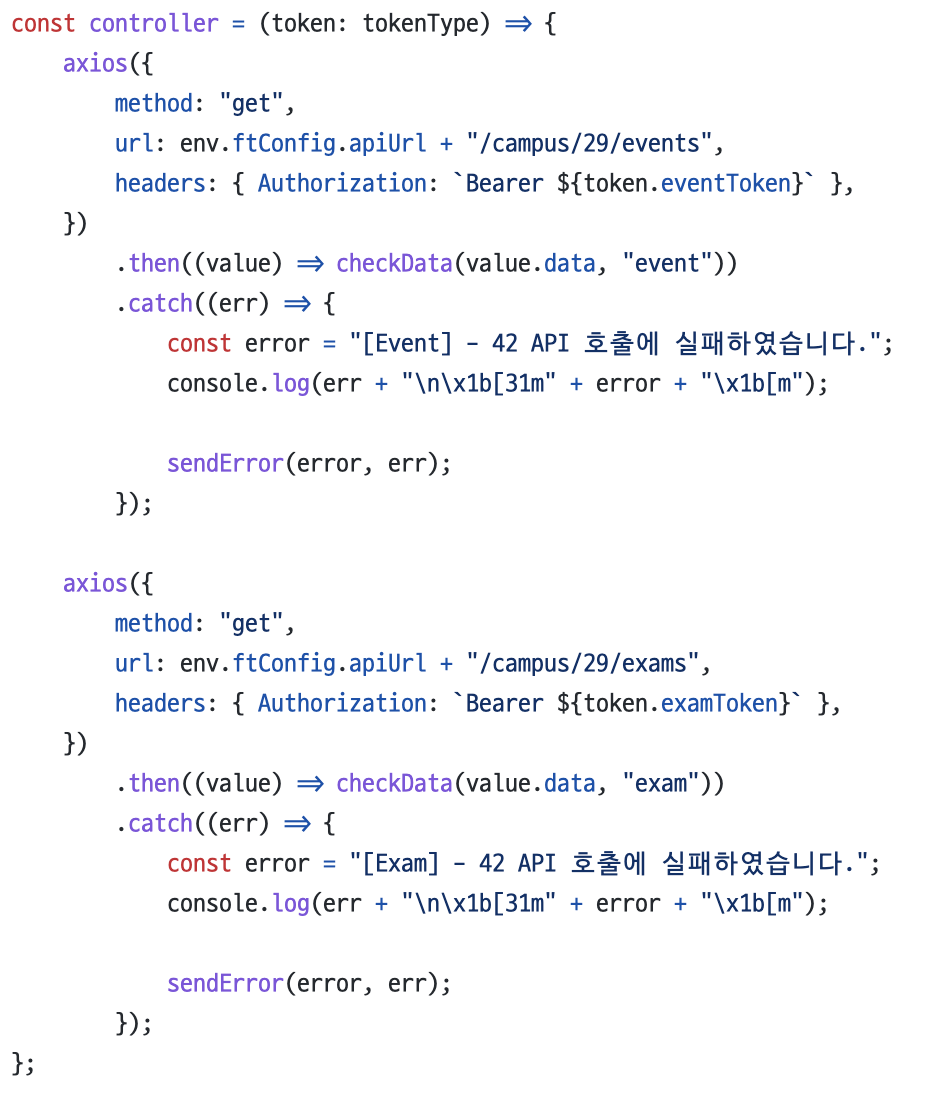 const controller = (token: tokenType) => {
    axios({
        method: "get",
        url: env.ftConfig.apiUrl + "/campus/29/events",
        headers: { Authorization: `Bearer ${token.eventToken}` },
    })
        .then((value) => checkData(value.data, "event"))
        .catch((err) => {
            const error = "[Event] - 42 API 호출에 실패하였습니다.";
            console.log(err + "\n\x1b[31m" + error + "\x1b[m");

            sendError(error, err);
        });

    axios({
        method: "get",
        url: env.ftConfig.apiUrl + "/campus/29/exams",
        headers: { Authorization: `Bearer ${token.examToken}` },
    })
        .then((value) => checkData(value.data, "exam"))
        .catch((err) => {
            const error = "[Exam] - 42 API 호출에 실패하였습니다.";
            console.log(err + "\n\x1b[31m" + error + "\x1b[m");

            sendError(error, err);
        });
};